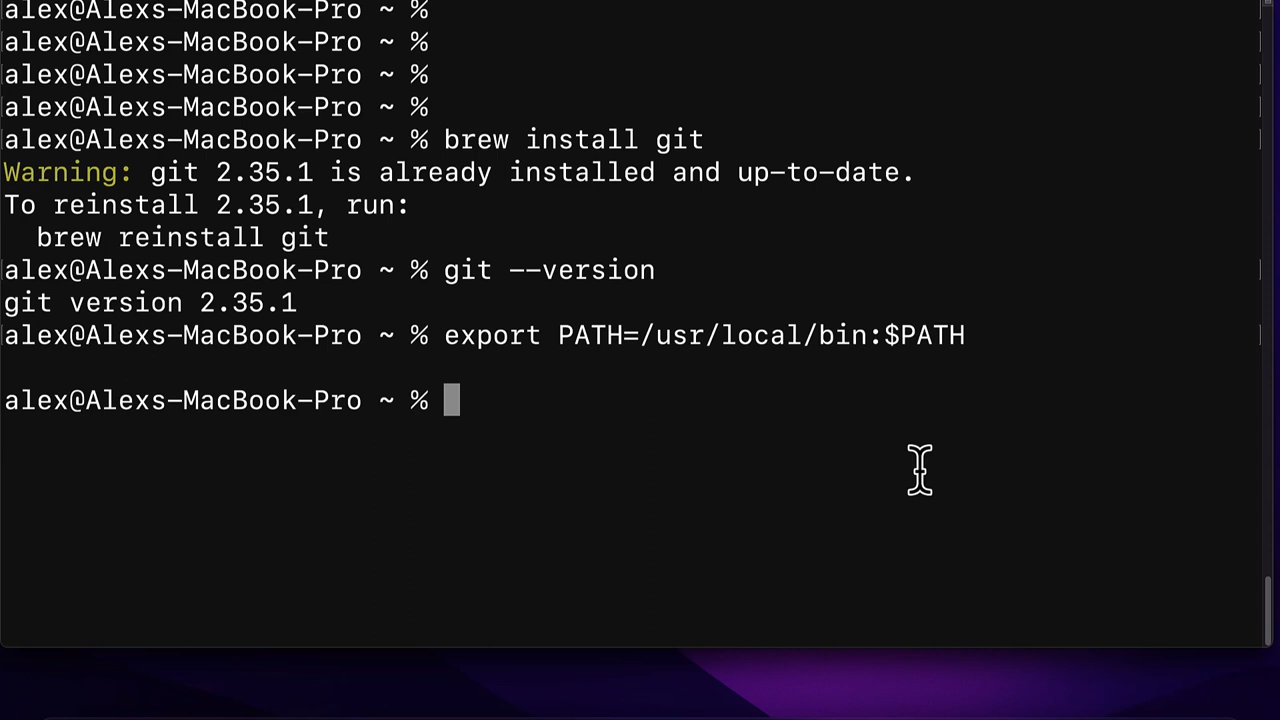 alex@Alexs-MacBook-Pro ~ %
alex@Alexs-MacBook-Pro ~ %
alex@Alexs-MacBook-Pro ~ %
alex@Alexs-MacBook-Pro ~ %
alex@Alexs-MacBook-Pro ~ % brew install git
Warning: git 2.35.1 is already installed and up-to-date.
To reinstall 2.35.1, run:
  brew reinstall git
alex@Alexs-MacBook-Pro ~ % git --version
git version 2.35.1
alex@Alexs-MacBook-Pro ~ % export PATH=/usr/local/bin:$PATH
alex@Alexs-MacBook-Pro ~ %